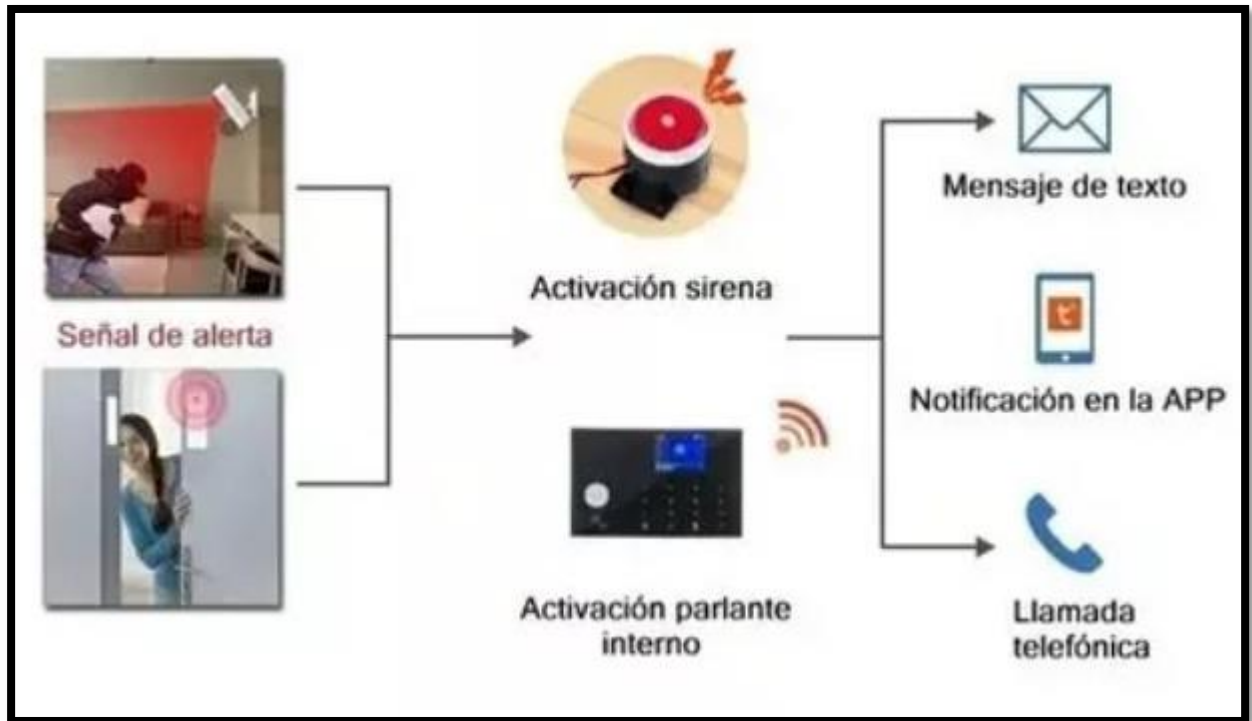 Señal de alerta
Activación sirena
Activación parlante
interno
Mensaje de texto
Notificación en la APP
Llamada
telefónica